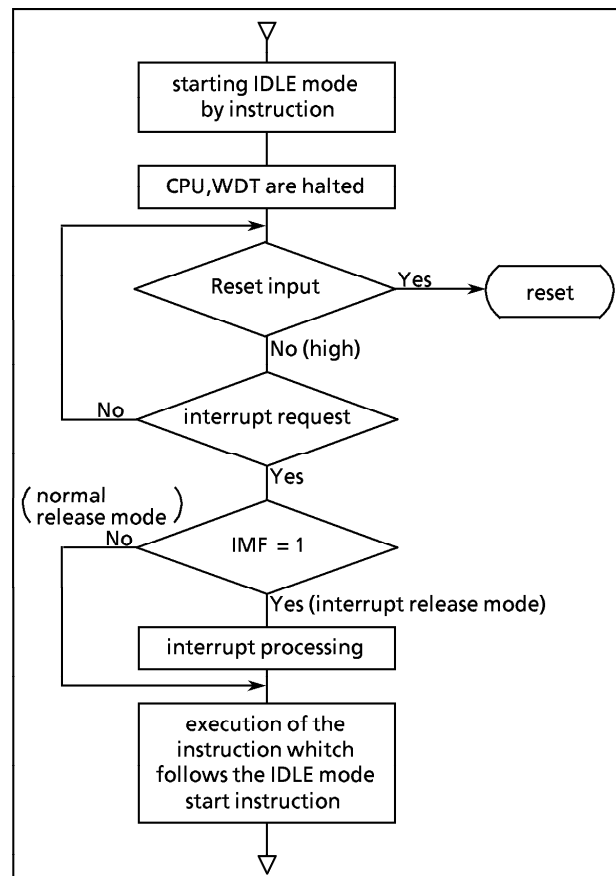 starting IDLE mode
by instruction
CPU,WDT are halted
Reset input
Yes
reset
No (high)
No
interrupt request
Yes
(normal
release mode)
No
IMF = 1
Yes (interrupt release mode)
interrupt processing
execution of the
instruction whitch
follows the IDLE mode
start instruction